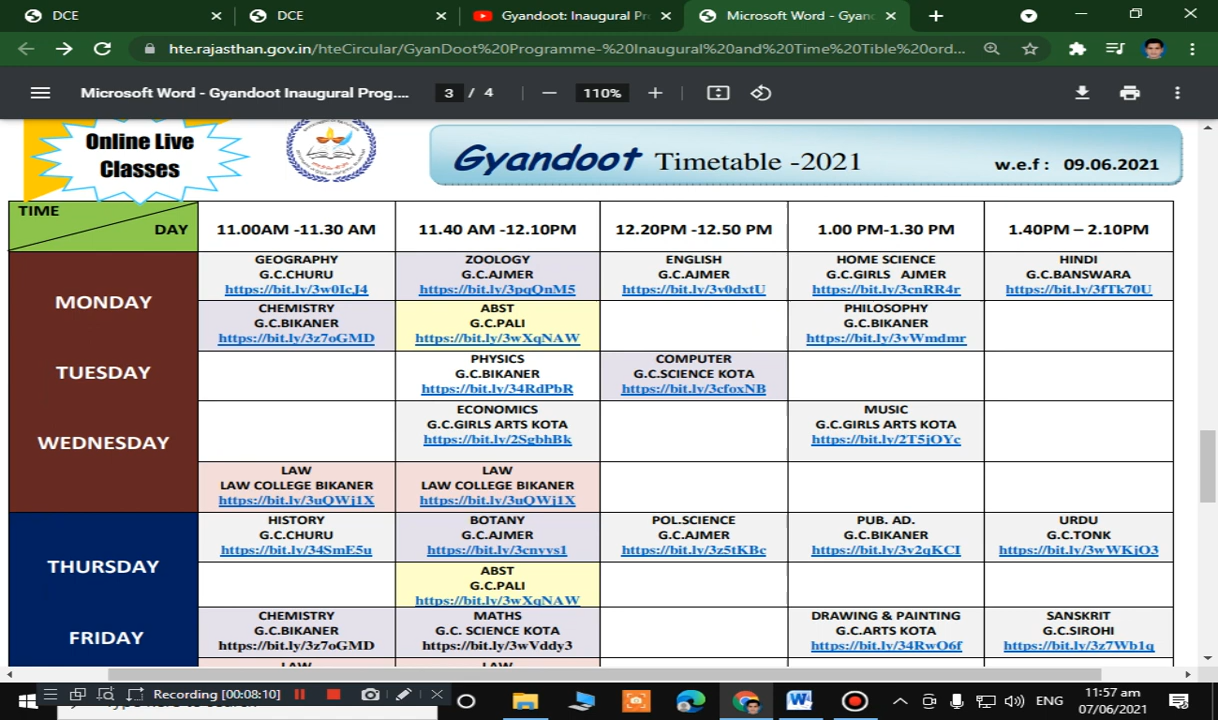 DCE
DCE
Gyandoot: Inaugural Pr
Microsoft Word - Gyand
hte.rajasthan.gov.in/hteCircular/GyanDoot%20Programme-%20Inaugural%20and%20Time%20Tible%20ord...
Microsoft Word - Gyandoot Inaugural Prog....
3 / 4
110%
Online Live
Classes
Gyandoot Timetable -2021
w.e.f : 09.06.2021
TIME
DAY
11.00AM -11.30 AM
11.40 AM -12.10PM
12.20PM -12.50 PM
1.00 PM-1.30 PM
1.40PM – 2.10PM
MONDAY
GEOGRAPHY
G.C.CHURU
https://bit.ly/3w0IcJ4
ZOOLOGY
G.C.AJMER
https://bit.ly/3pqQnM5
ENGLISH
G.C.AJMER
https://bit.ly/3v0dxtU
HOME SCIENCE
G.C.GIRLS AJMER
https://bit.ly/3cnRR4r
HINDI
G.C.BANSWARA
https://bit.ly/3fTk70U
CHEMISTRY
G.C.BIKANER
https://bit.ly/3z7oGMD
ABST
G.C.PALI
https://bit.ly/3wXqNAW
PHILOSOPHY
G.C.BIKANER
https://bit.ly/3vWmdmr
TUESDAY
PHYSICS
G.C.BIKANER
https://bit.ly/34RdPbR
COMPUTER
G.C.SCIENCE KOTA
https://bit.ly/3cfoxNB
WEDNESDAY
ECONOMICS
G.C.GIRLS ARTS KOTA
https://bit.ly/2SgbhBk
MUSIC
G.C.GIRLS ARTS KOTA
https://bit.ly/2T5jOYc
LAW
LAW COLLEGE BIKANER
https://bit.ly/3uQWj1X
LAW
LAW COLLEGE BIKANER
https://bit.ly/3uQWj1X
THURSDAY
HISTORY
G.C.CHURU
https://bit.ly/34SmE5u
BOTANY
G.C.AJMER
https://bit.ly/3cnyvs1
POL.SCIENCE
G.C.AJMER
https://bit.ly/3z5tKBc
PUB. AD.
G.C.BIKANER
https://bit.ly/3v2qKCI
URDU
G.C.TONK
https://bit.ly/3wWKjO3
ABST
G.C.PALI
https://bit.ly/3wXqNAW
FRIDAY
CHEMISTRY
G.C.BIKANER
https://bit.ly/3z7oGMD
MATHS
G.C. SCIENCE KOTA
https://bit.ly/3wVddy3
DRAWING & PAINTING
G.C.ARTS KOTA
https://bit.ly/34RwO6f
SANSKRIT
G.C.SIROHI
https://bit.ly/3z7Wb1q
LAW
LAW
Recording [00:08:10]
ENG
11:57 am
07/06/2021